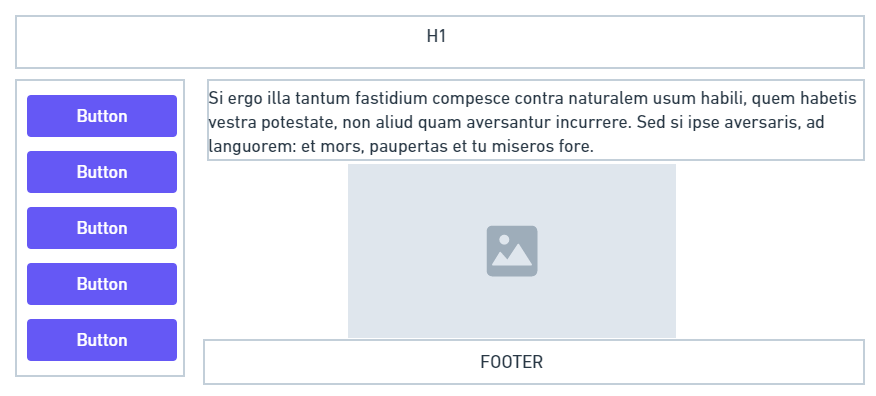 H1
Button
Button
Button
Button
Button
Si ergo illa tantum fastidium compesce contra naturalem usum habili, quem habetis
vestra potestate, non aliud quam aversantur incurrere. Sed si ipse aversaris, ad
languorem: et mors, paupertas et tu miseros fore.
FOOTER